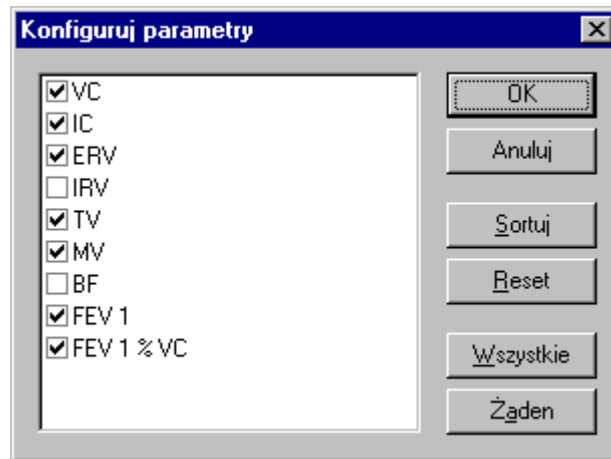 Konfiguruj parametry
VC
IC
ERV
IRV
TV
MV
BF
FEV 1
FEV 1 % VC
OK
Anuluj
Sortuj
Reset
Wszystkie
Żaden